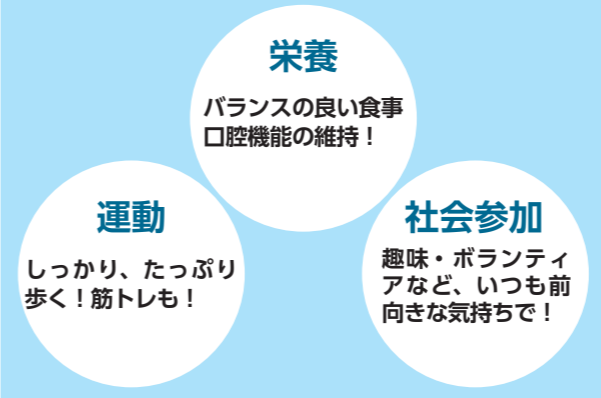 栄養
バランスの良い食事
口腔機能の維持！
運動
しっかり、たっぷり
歩く！筋トレも！
社会参加
趣味・ボランティ
アなど、いつも前
向きな気持ちで！